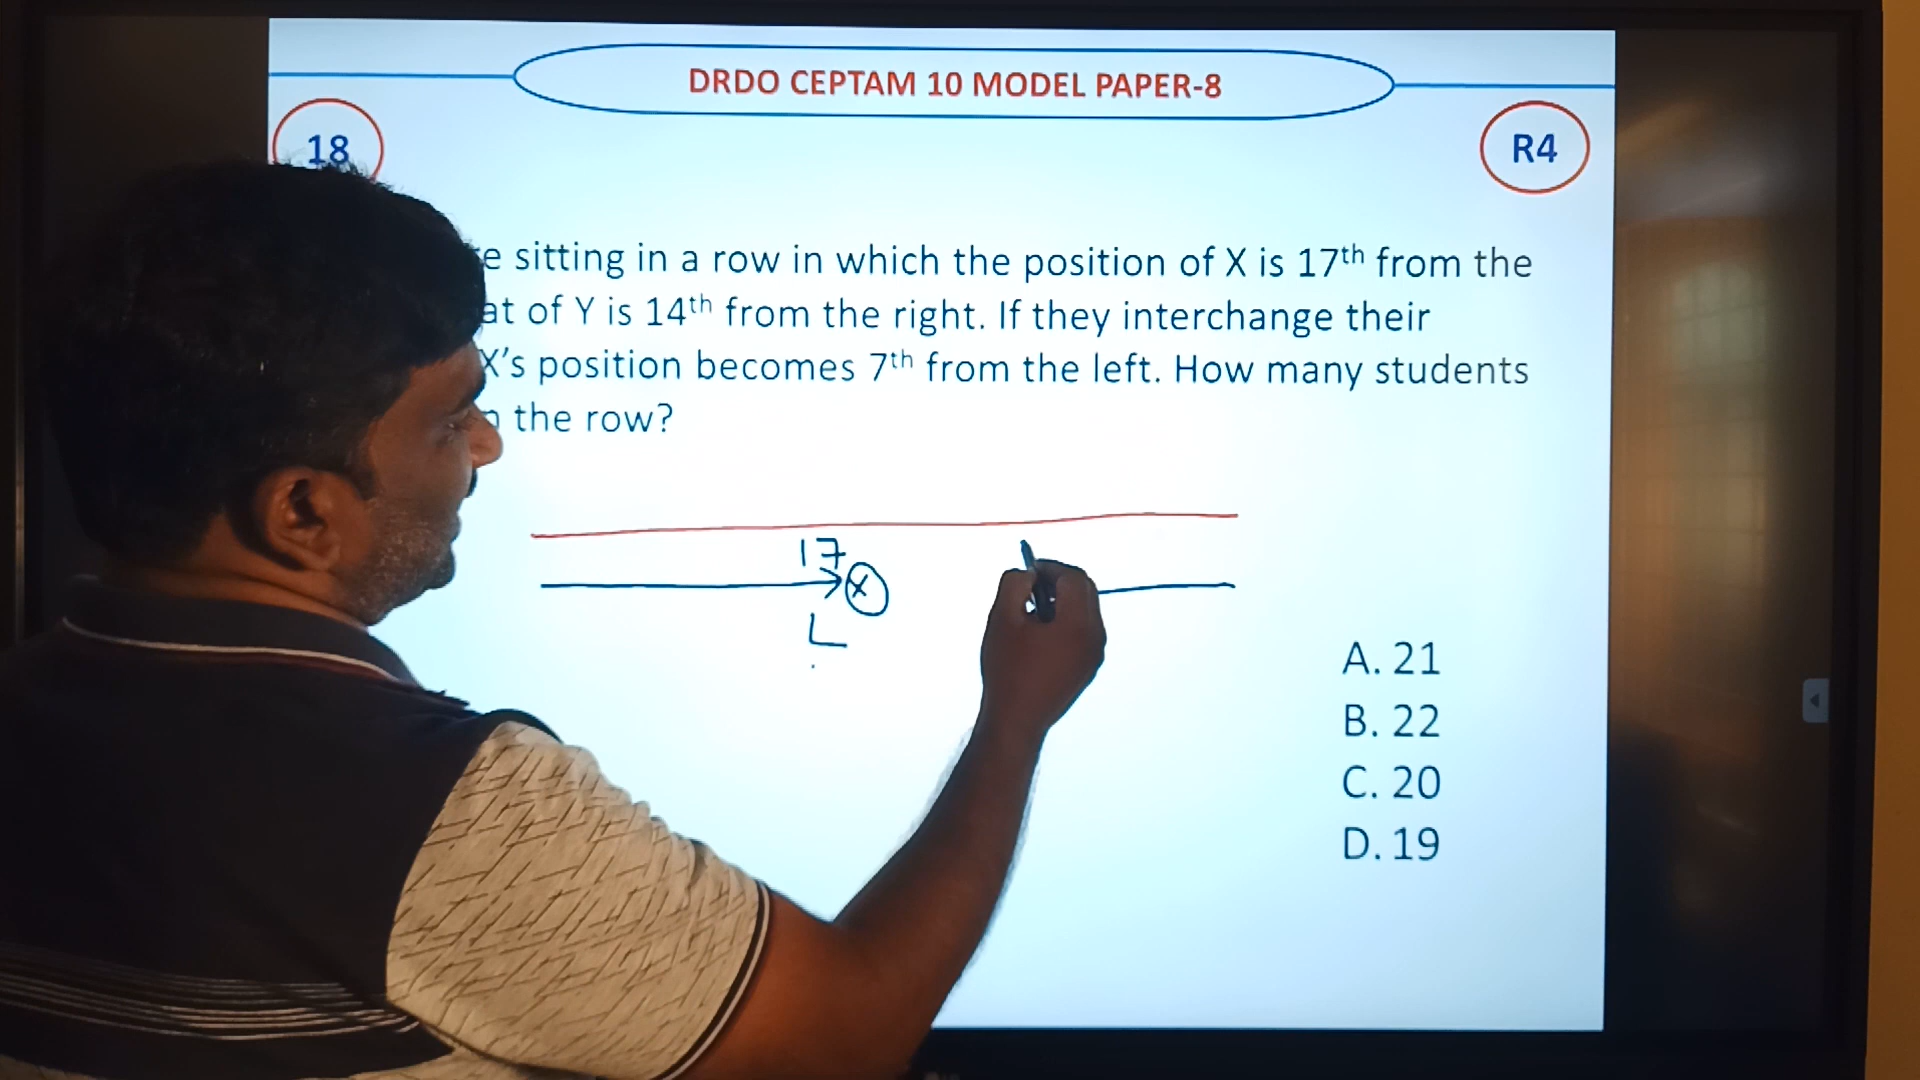 DRDO CEPTAM 10 MODEL PAPER-8
18
R4
sitting in a row in which the position of X is 17th from the
of Y is 14th from the right. If they interchange their
X's position becomes 7th from the left. How many students
the row?
17
X
L
A. 21
B. 22
C. 20
D. 19